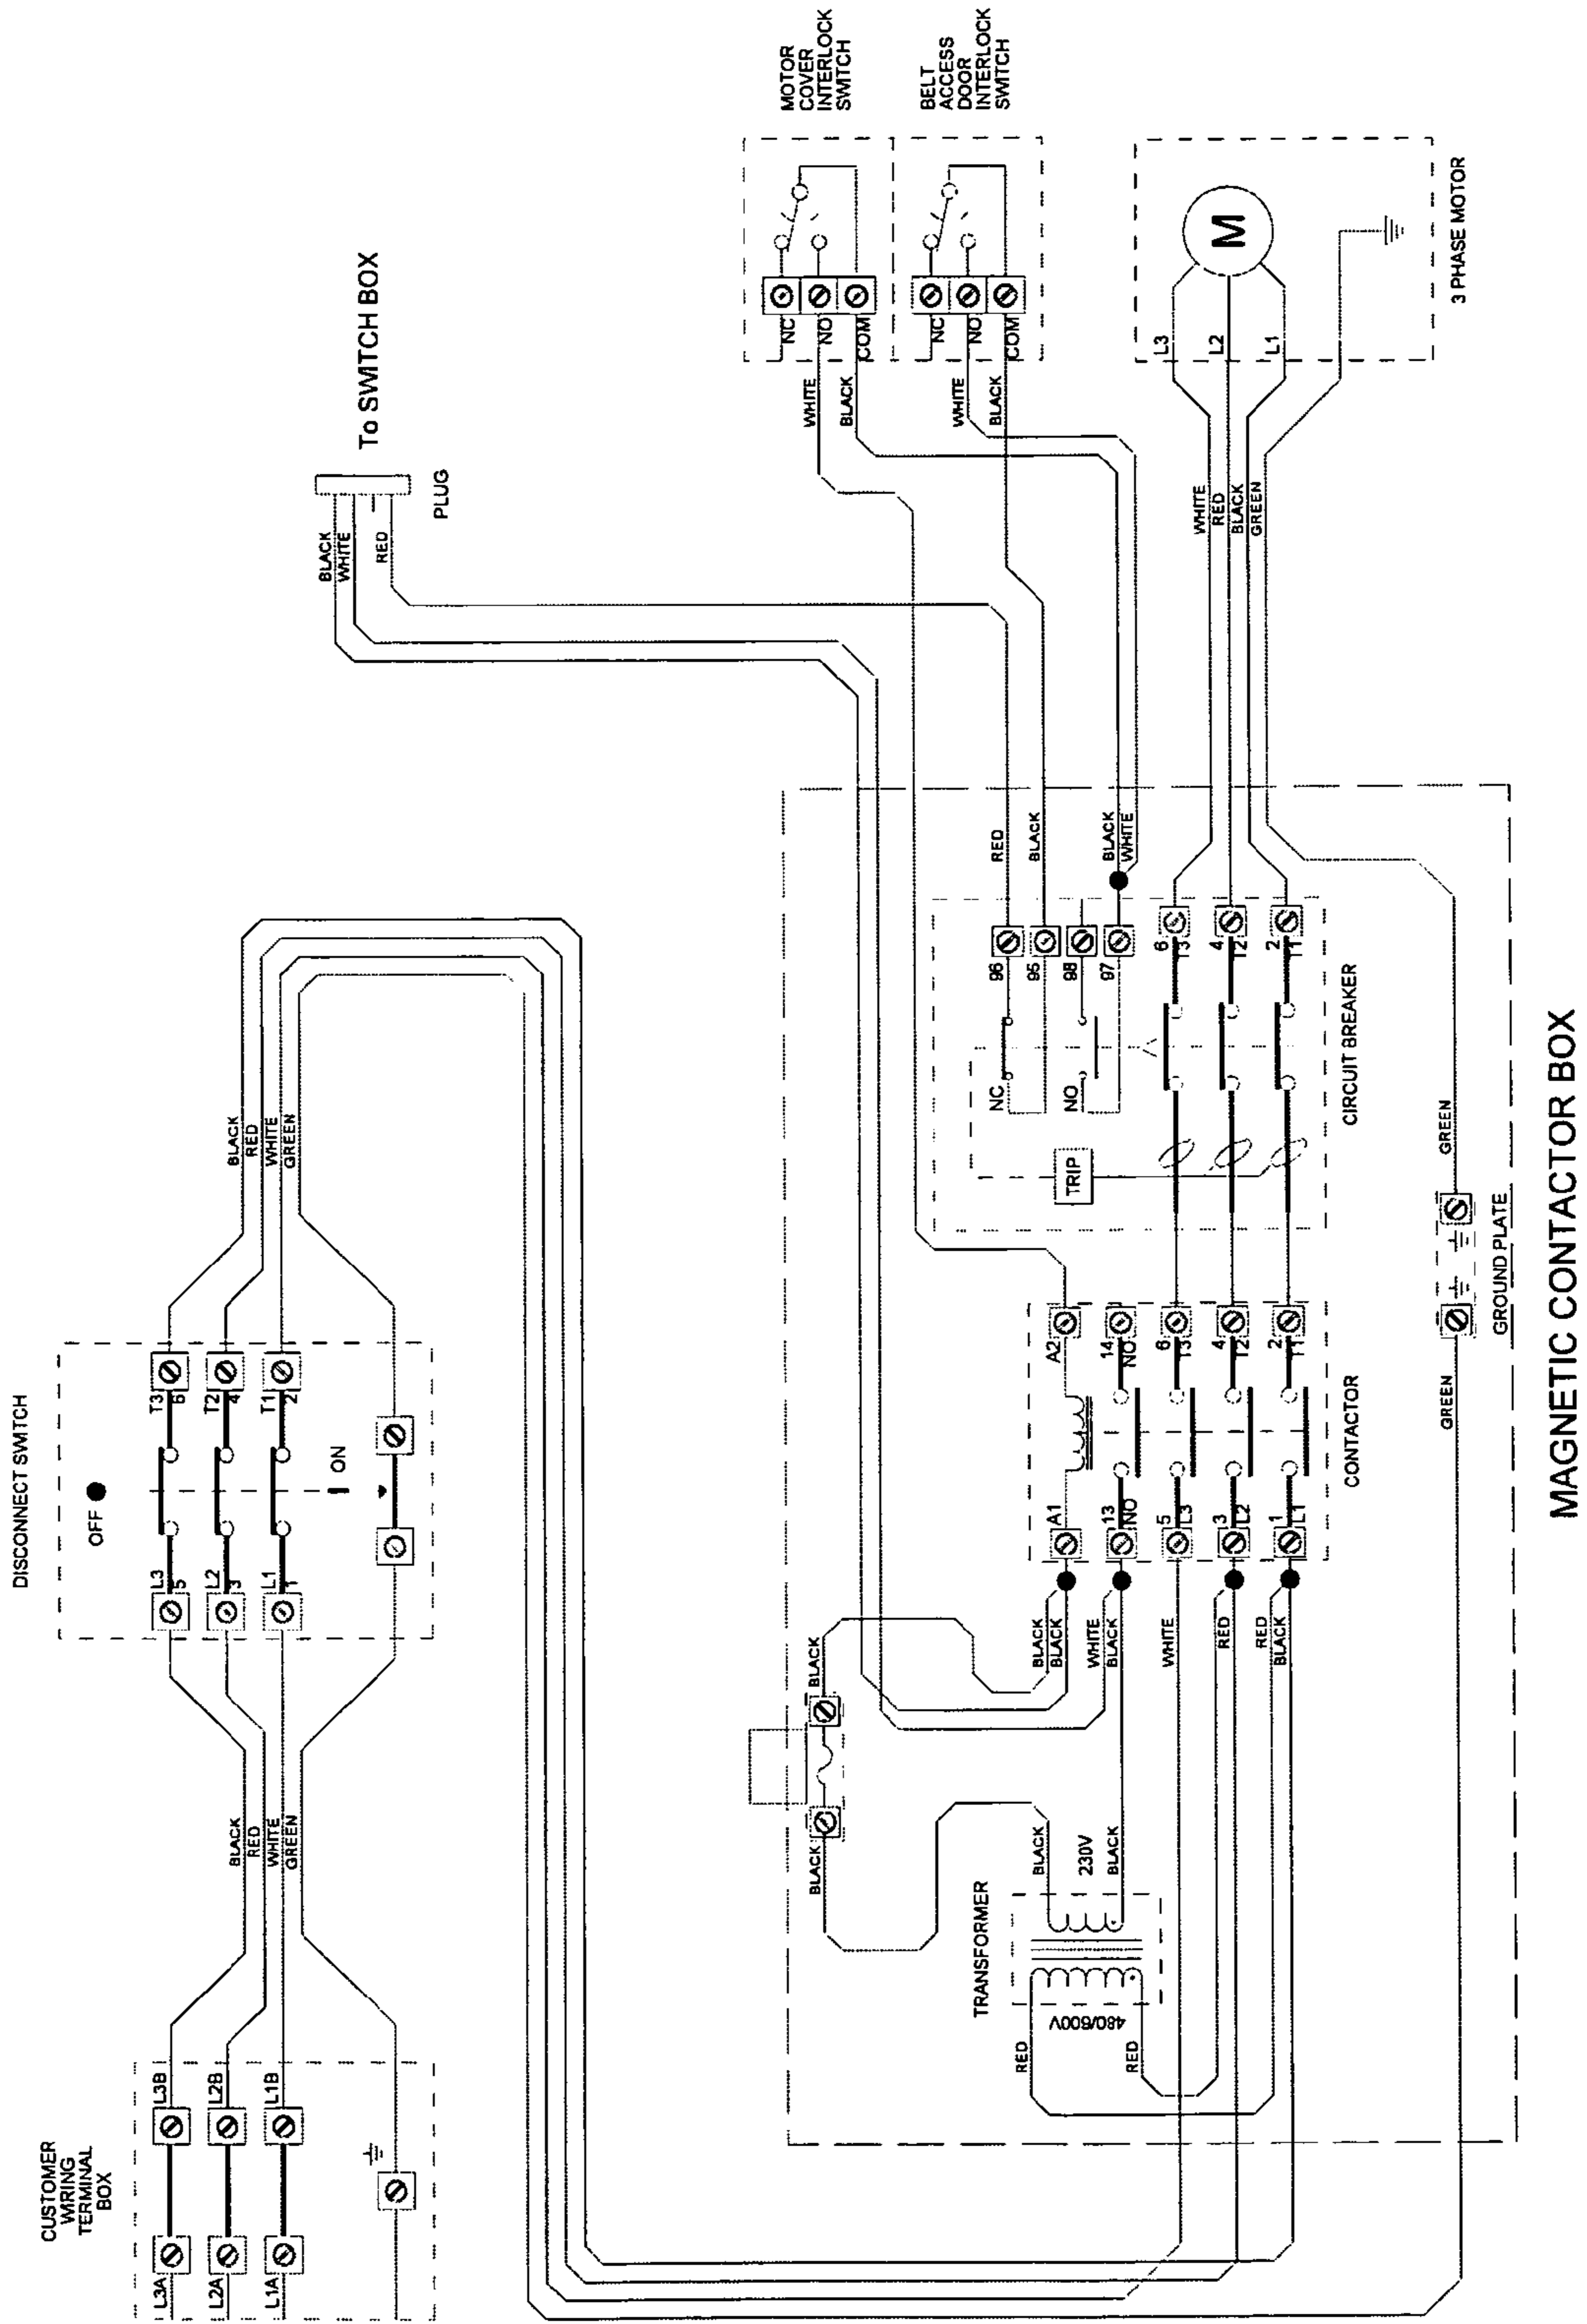 MOTOR
COVER
INTERLOCK
SWITCH
BELT
ACCESS
DOOR
INTERLOCK
SWITCH
NC
NO
COM
NC
NO
COM
WHITE
BLACK
WHITE
BLACK
To SWITCH BOX
PLUG
BLACK
WHITE
RED
M
L3
L2
L1
3 PHASE MOTOR
WHITE
RED
BLACK
GREEN
DISCONNECT SWITCH
OFF
ON
L3
5
L2
3
L1
1
T3
6
T2
4
T1
2
BLACK
RED
WHITE
GREEN
BLACK
RED
WHITE
GREEN
CUSTOMER
WIRING
TERMINAL
BOX
L3A
L2A
L1A
L3B
L2B
L1B
RED
BLACK
BLACK
WHITE
96
95
98
97
6
T3
4
T2
2
T1
NC
NO
TRIP
CIRCUIT BREAKER
A2
14
NO
6
T3
4
T2
2
T1
A1
13
NO
5
L3
3
L2
1
L1
CONTACTOR
BLACK
BLACK
WHITE
BLACK
WHITE
RED
RED
BLACK
BLACK
BLACK
BLACK
230V
BLACK
TRANSFORMER
480/600V
RED
RED
GREEN
GREEN
GROUND PLATE
MAGNETIC CONTACTOR BOX